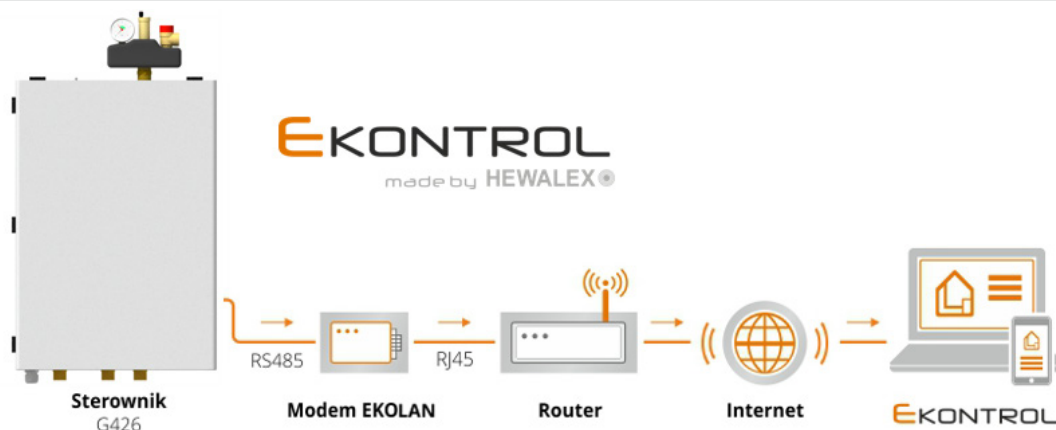 EKONTROL
made by HEWALEX
RS485
RJ45
Sterownik
G426
Modem EKOLAN
Router
Internet
EKONTROL